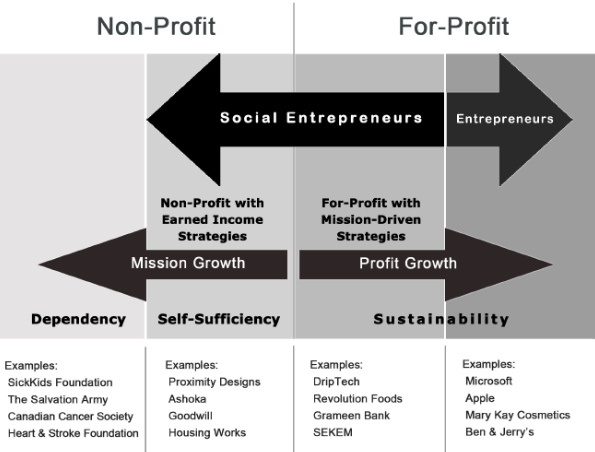 Non-Profit
For-Profit
Social Entrepreneurs
Entrepreneurs
Non-Profit with
Earned Income
Strategies
For-Profit with
Mission-Driven
Strategies
Mission Growth
Profit Growth
Dependency
Self-Sufficiency
Sustainability
Examples:
SickKids Foundation
The Salvation Army
Canadian Cancer Society
Heart & Stroke Foundation
Examples:
Proximity Designs
Ashoka
Goodwill
Housing Works
Examples:
DripTech
Revolution Foods
Grameen Bank
SEKEM
Examples:
Microsoft
Apple
Mary Kay Cosmetics
Ben & Jerry's